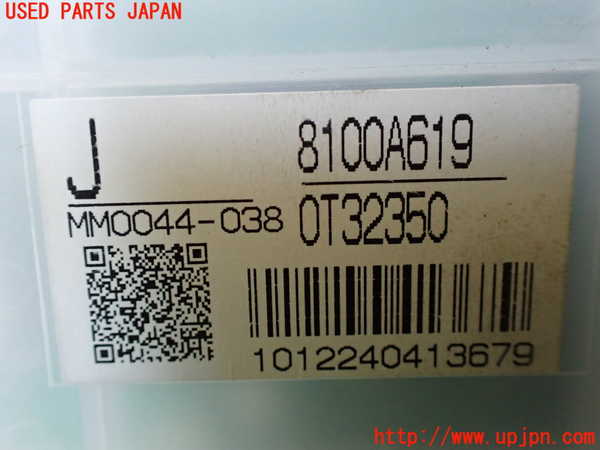 USED PARTS JAPAN
J
MM0044-038
8100A619
0T32350
1012240413679
http://www.upjpn.com/